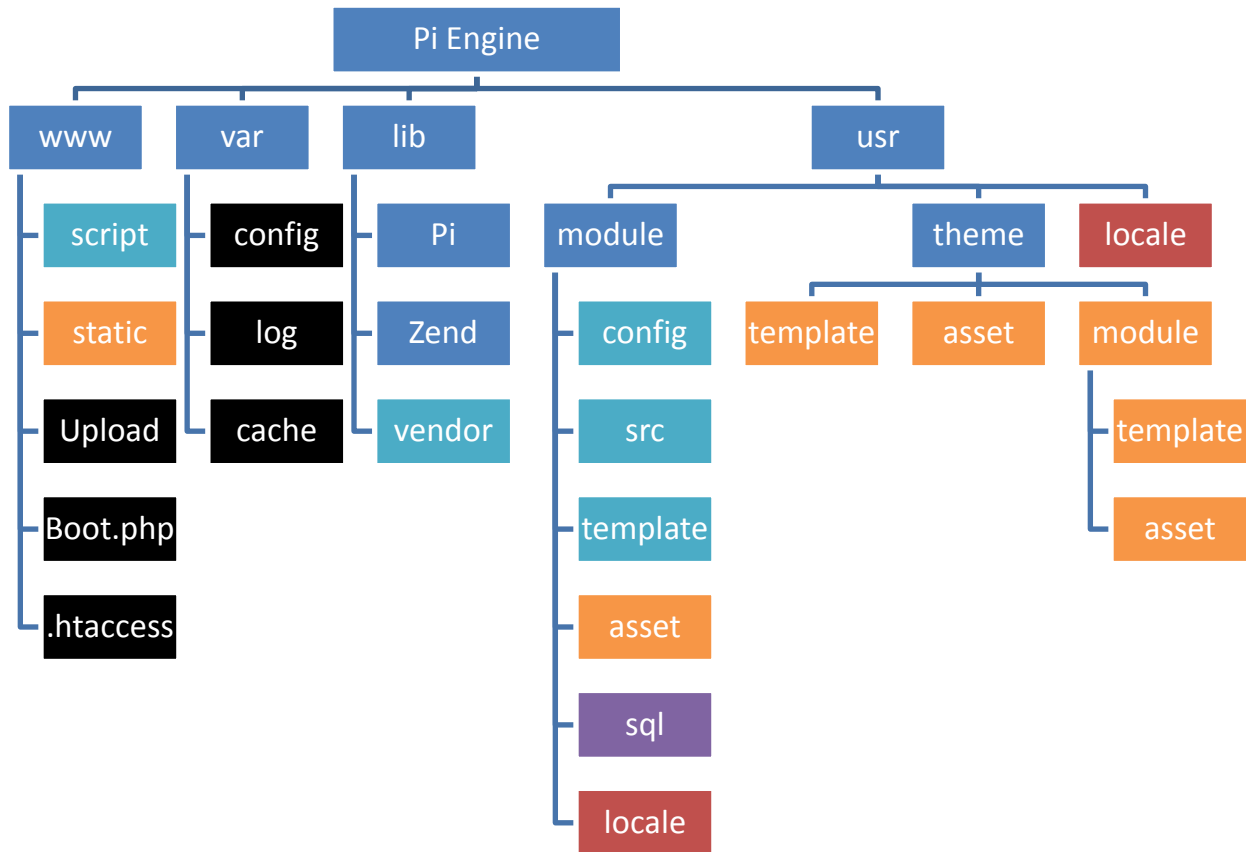 Pi Engine
www
var
lib
usr
script
config
Pi
module
theme
locale
static
log
Zend
config
template
asset
module
Upload
cache
vendor
src
template
Boot.php
template
asset
.htaccess
asset
sql
locale